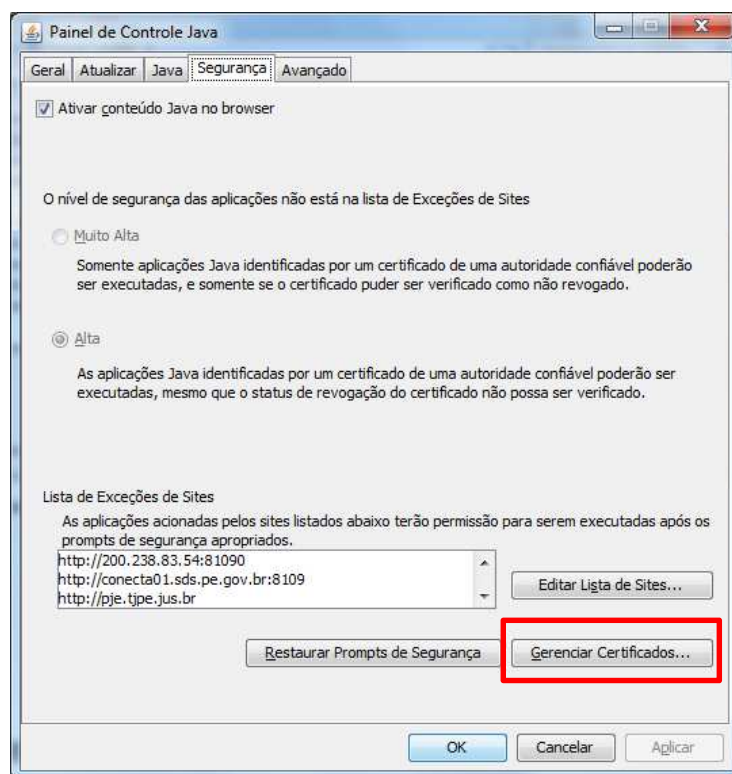 Painel de Controle Java
Geral Atualizar Java Segurança Avançado
Ativar conteúdo Java no browser
O nível de segurança das aplicações não está na lista de Exceções de Sites
Muito Alta
Somente aplicações Java identificadas por um certificado de uma autoridade confiável poderão
ser executadas, e somente se o certificado puder ser verificado como não revogado.
Alta
As aplicações Java identificadas por um certificado de uma autoridade confiável poderão ser
executadas, mesmo que o status de revogação do certificado não possa ser verificado.
Lista de Exceções de Sites
As aplicações acionadas pelos sites listados abaixo terão permissão para serem executadas após os
prompts de segurança apropriados.
http://200.238.83.54:81090
http://conecta01.sds.pe.gov.br:8109
http://pje.tjpe.jus.br
Editar Lista de Sites...
Restaurar Prompts de Segurança Gerenciar Certificados...
OK Cancelar Aplicar